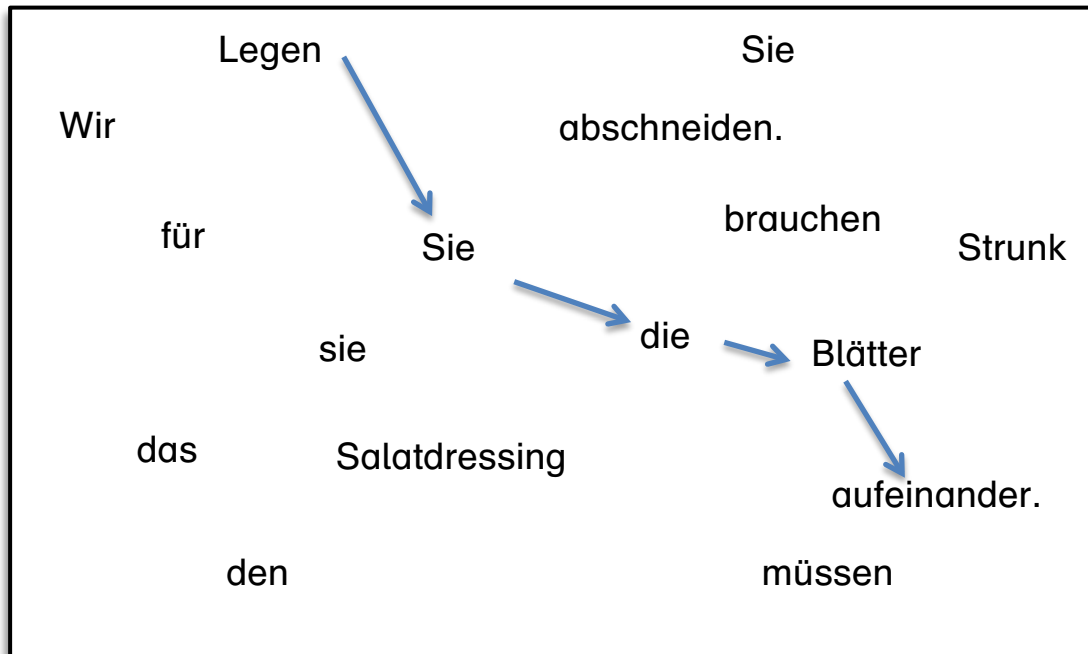 Legen Sie
Wir abschneiden.
für Sie brauchen Strunk
sie die Blätter
das Salatdressing aufeinander.
den müssen